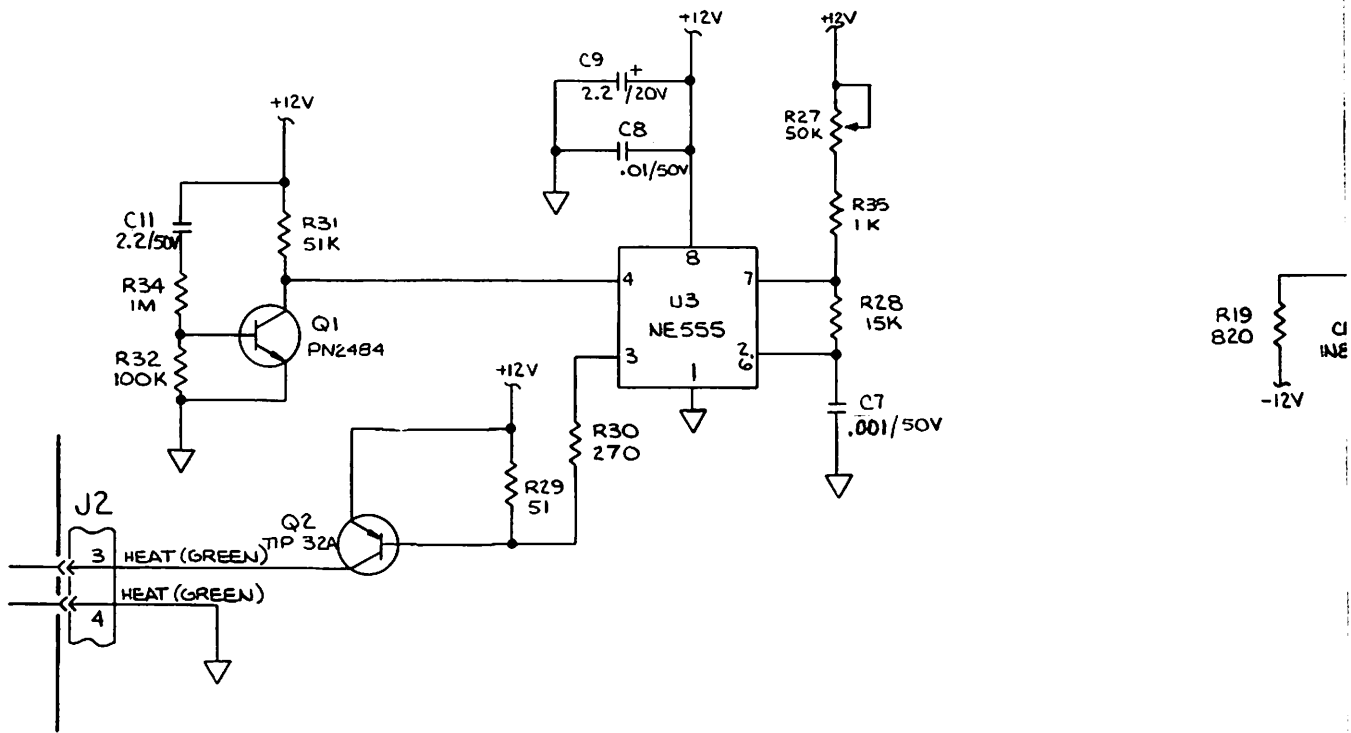 +12V
+12V
C9
+
2.2/20V
+12V
R27
50K
C8
.01/50V
C11
2.2/50V
R31
51K
R35
1K
8
R34
1M
4
7
U3
NE555
R28
15K
R19
820
Q1
PN2484
3
2.
6
R32
100K
1
+12V
-12V
C7
.001/50V
R30
270
R29
51
J2
Q2
TIP 32A
3
HEAT (GREEN)
HEAT (GREEN)
4